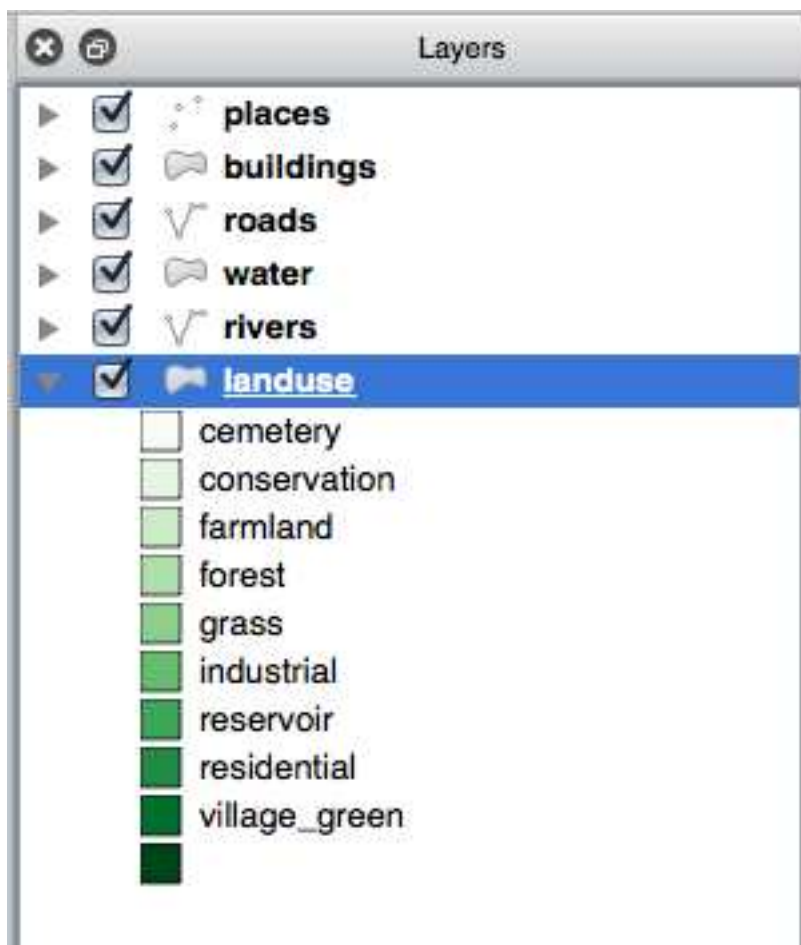 Layers
places
buildings
roads
water
rivers
landuse
cemetery
conservation
farmland
forest
grass
industrial
reservoir
residential
village_green